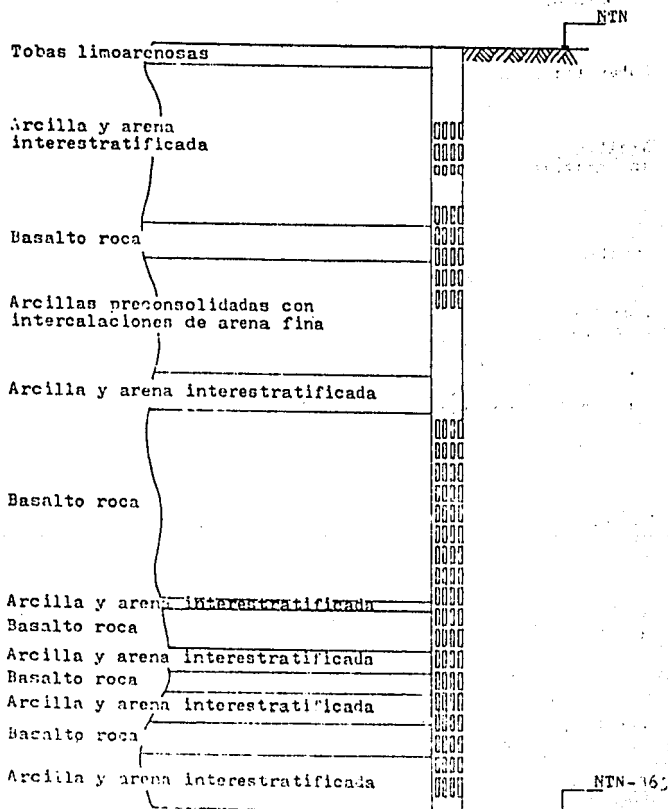 NTN
Tobas limoarenosas
Arcilla y arena
interestratificada
Basalto roca
Arcillas preconsolidadas con
intercalaciones de arena fina
Arcilla y arena interestratificada
Basalto roca
Arcilla y arena interestratificada
Basalto roca
Arcilla y arena interestratificada
Basalto roca
Arcilla y arena interestratificada
Basalto roca
Arcilla y arena interestratificada